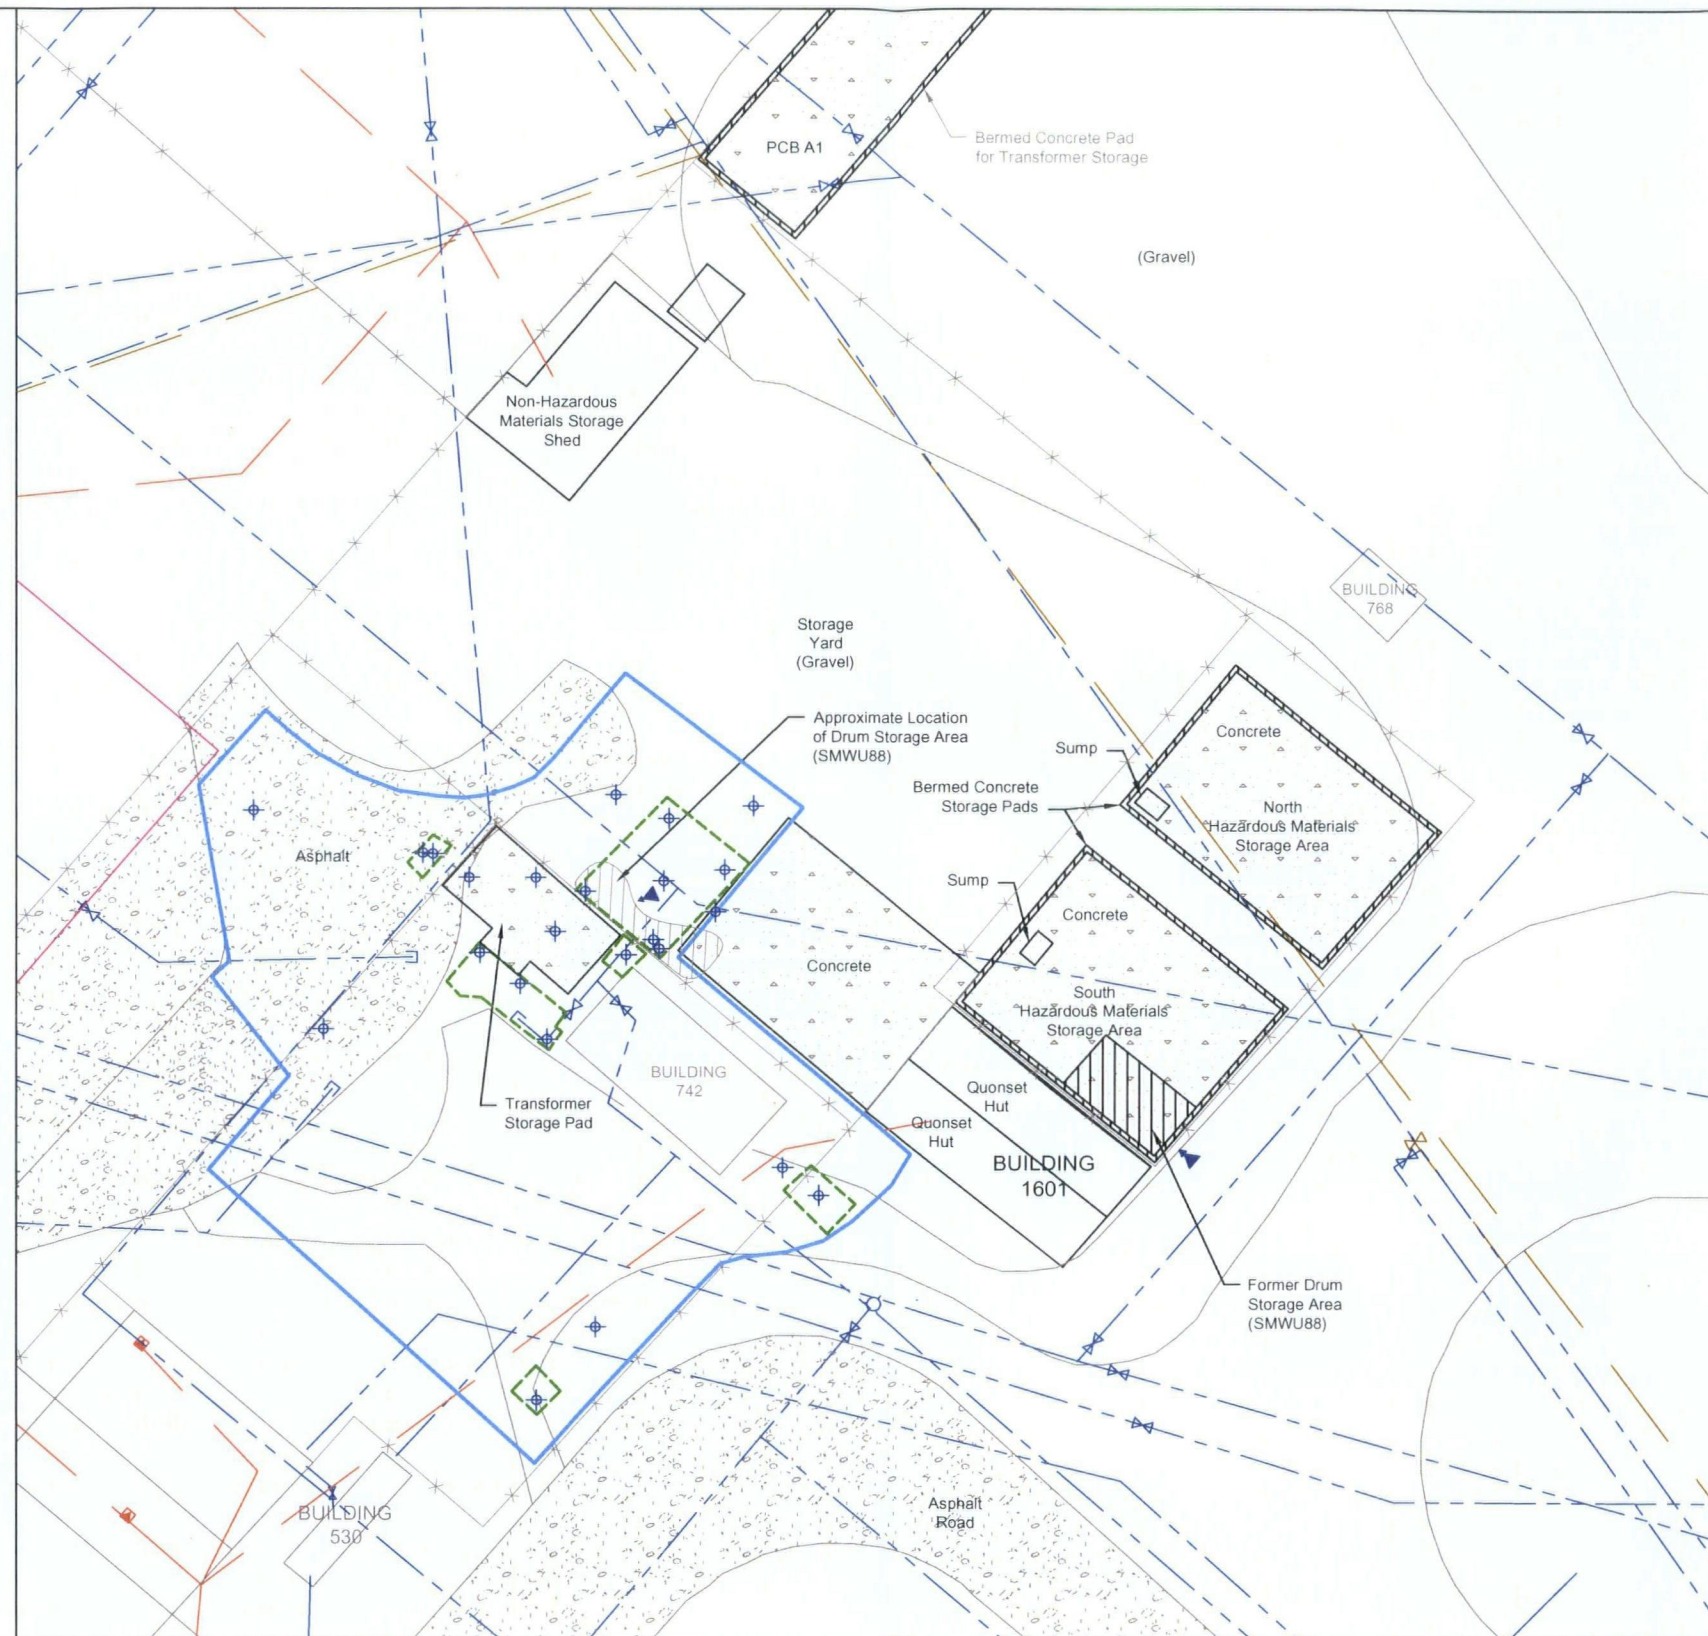 PCB A1
Bermed Concrete Pad
for Transformer Storage
(Gravel)
Non-Hazardous
Materials Storage
Shed
BUILDING
768
Storage
Yard
(Gravel)
Approximate Location
of Drum Storage Area
(SMWU88)
Sump
Concrete
Bermed Concrete
Storage Pads
North
Hazardous Materials
Storage Area
Asphalt
Sump
Concrete
Concrete
South
Hazardous Materials
Storage Area
BUILDING
742
Transformer
Storage Pad
Quonset
Hut
Quonset
Hut
BUILDING
1601
Former Drum
Storage Area
(SMWU88)
Asphalt
Road
BUILDING
530